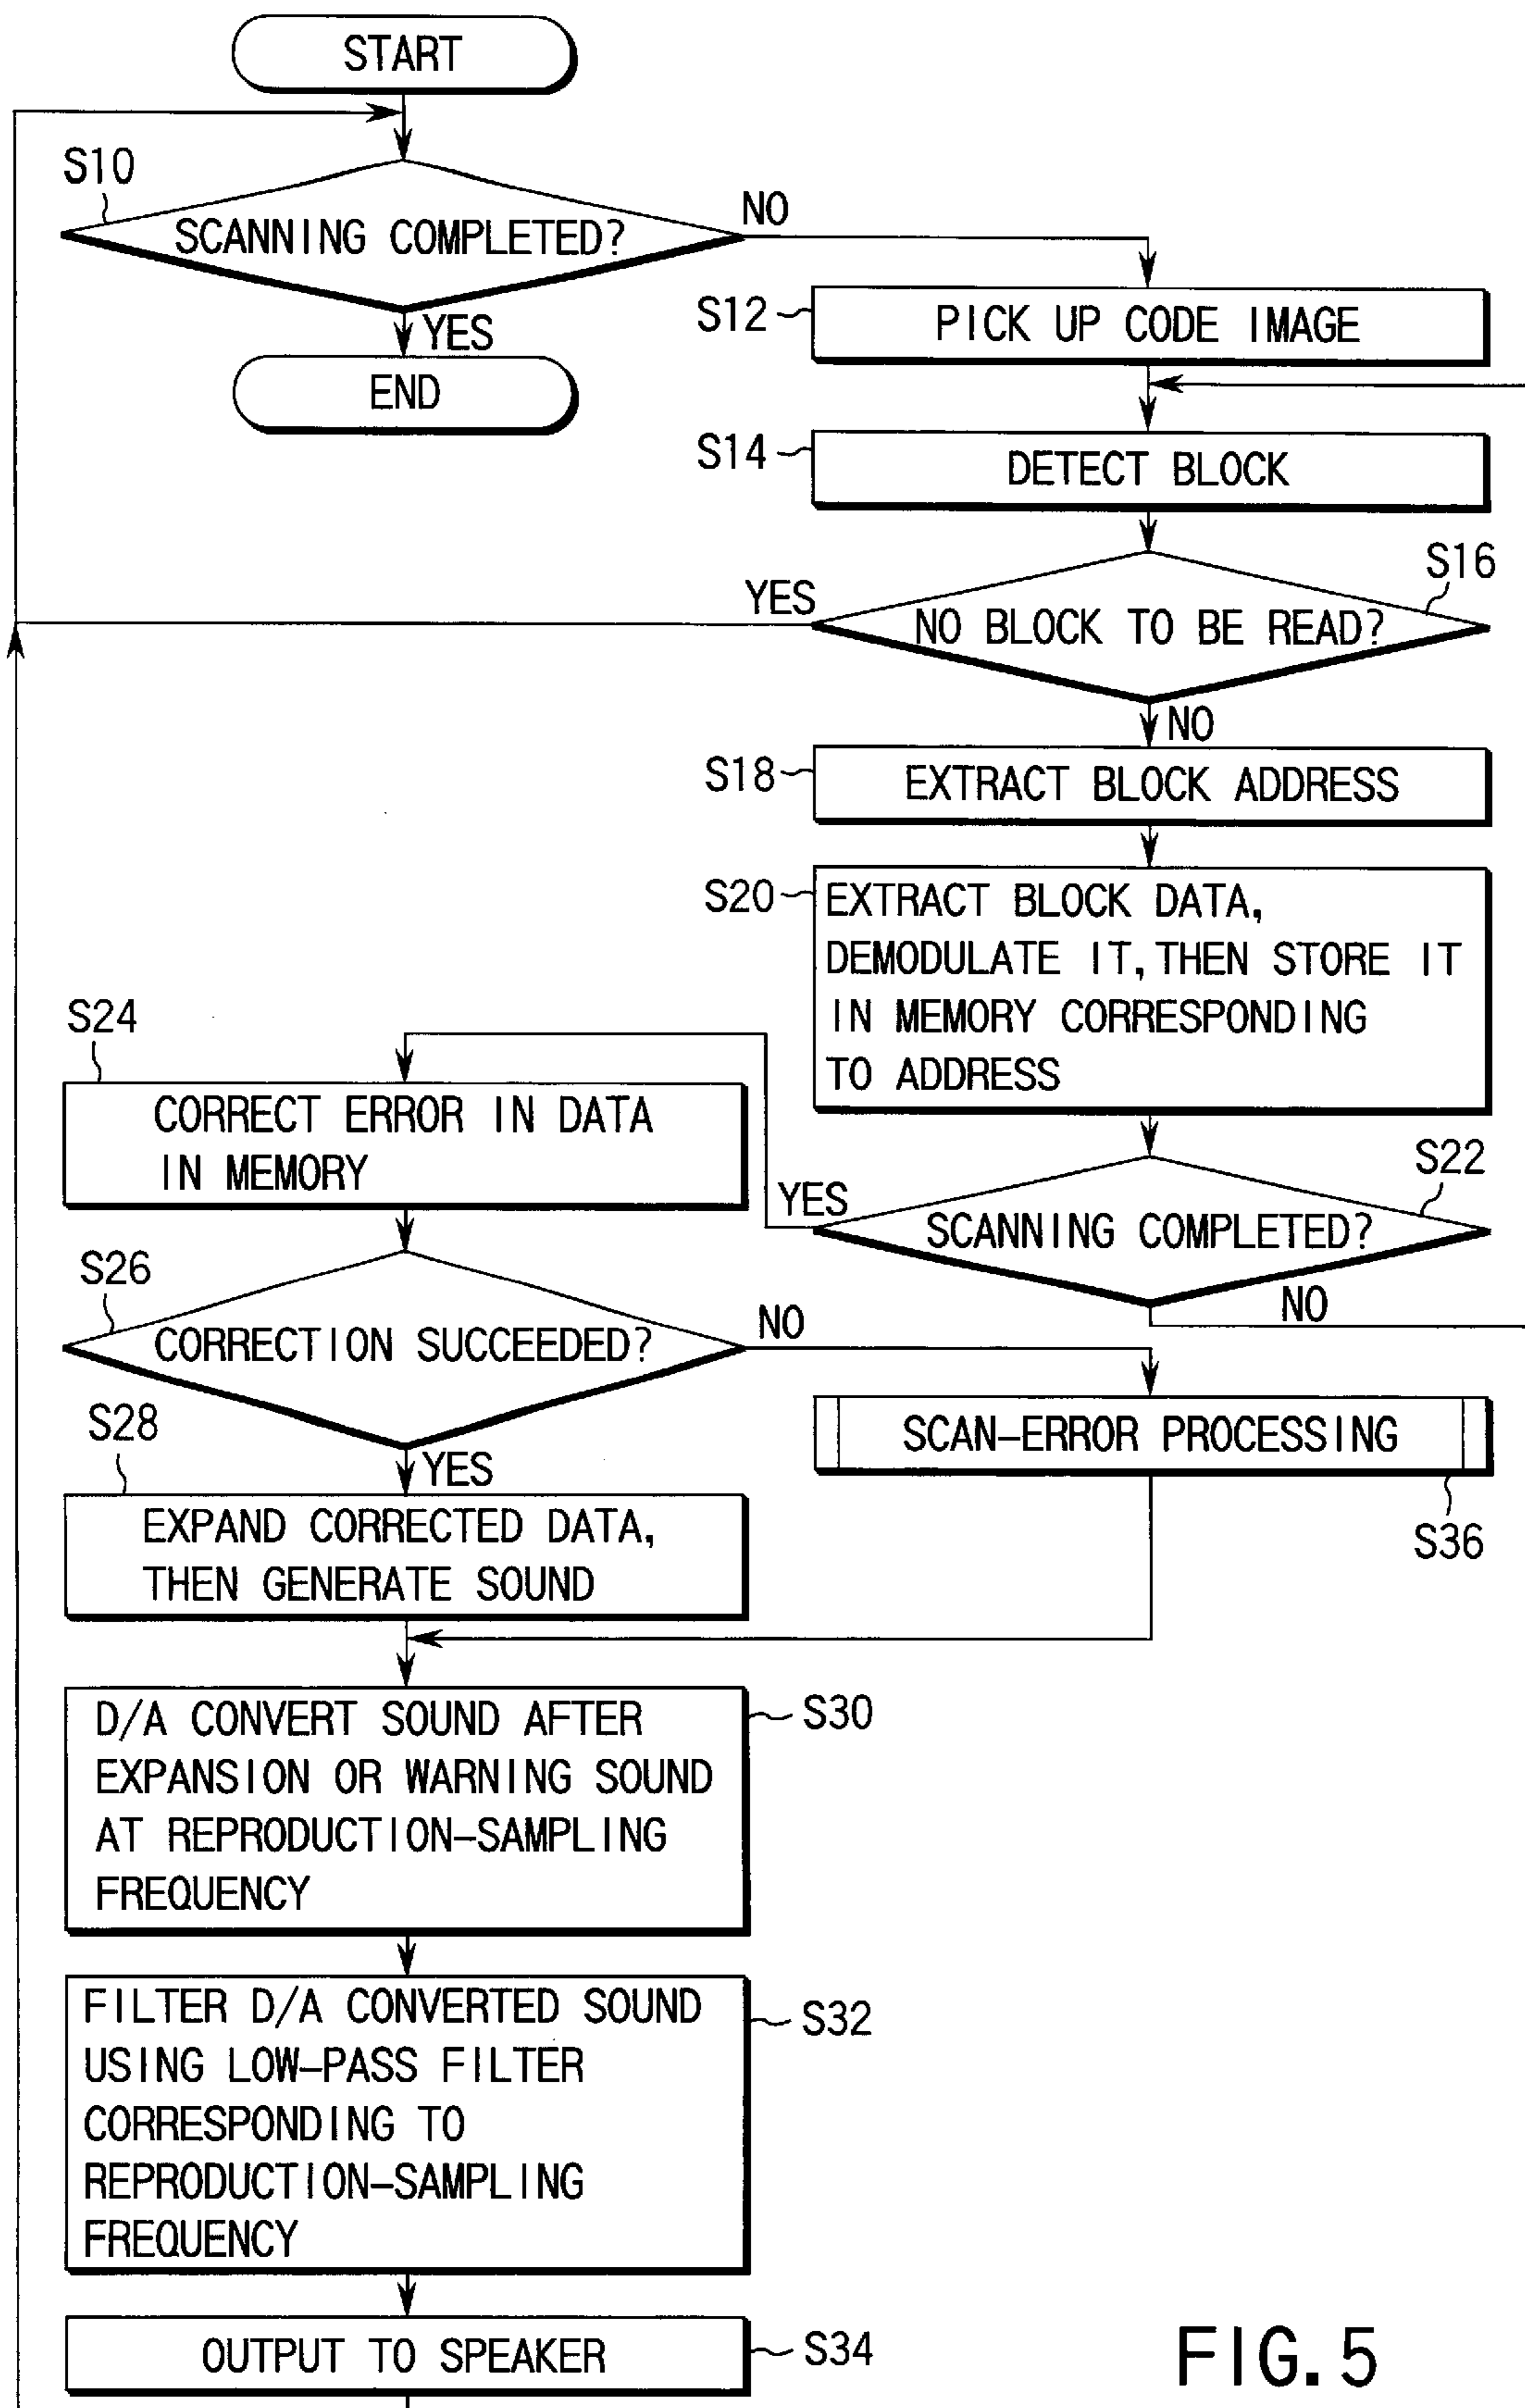 START
S10
SCANNING COMPLETED?
NO
YES
END
S12
PICK UP CODE IMAGE
S14
DETECT BLOCK
S16
YES
NO BLOCK TO BE READ?
NO
S18
EXTRACT BLOCK ADDRESS
S20
EXTRACT BLOCK DATA,
DEMODULATE IT, THEN STORE IT
IN MEMORY CORRESPONDING
TO ADDRESS
S22
YES
SCANNING COMPLETED?
NO
S24
CORRECT ERROR IN DATA
IN MEMORY
S26
CORRECTION SUCCEEDED?
NO
YES
SCAN-ERROR PROCESSING
S36
S28
EXPAND CORRECTED DATA,
THEN GENERATE SOUND
S30
D/A CONVERT SOUND AFTER
EXPANSION OR WARNING SOUND
AT REPRODUCTION-SAMPLING
FREQUENCY
S32
FILTER D/A CONVERTED SOUND
USING LOW-PASS FILTER
CORRESPONDING TO
REPRODUCTION-SAMPLING
FREQUENCY
OUTPUT TO SPEAKER
S34
FIG. 5